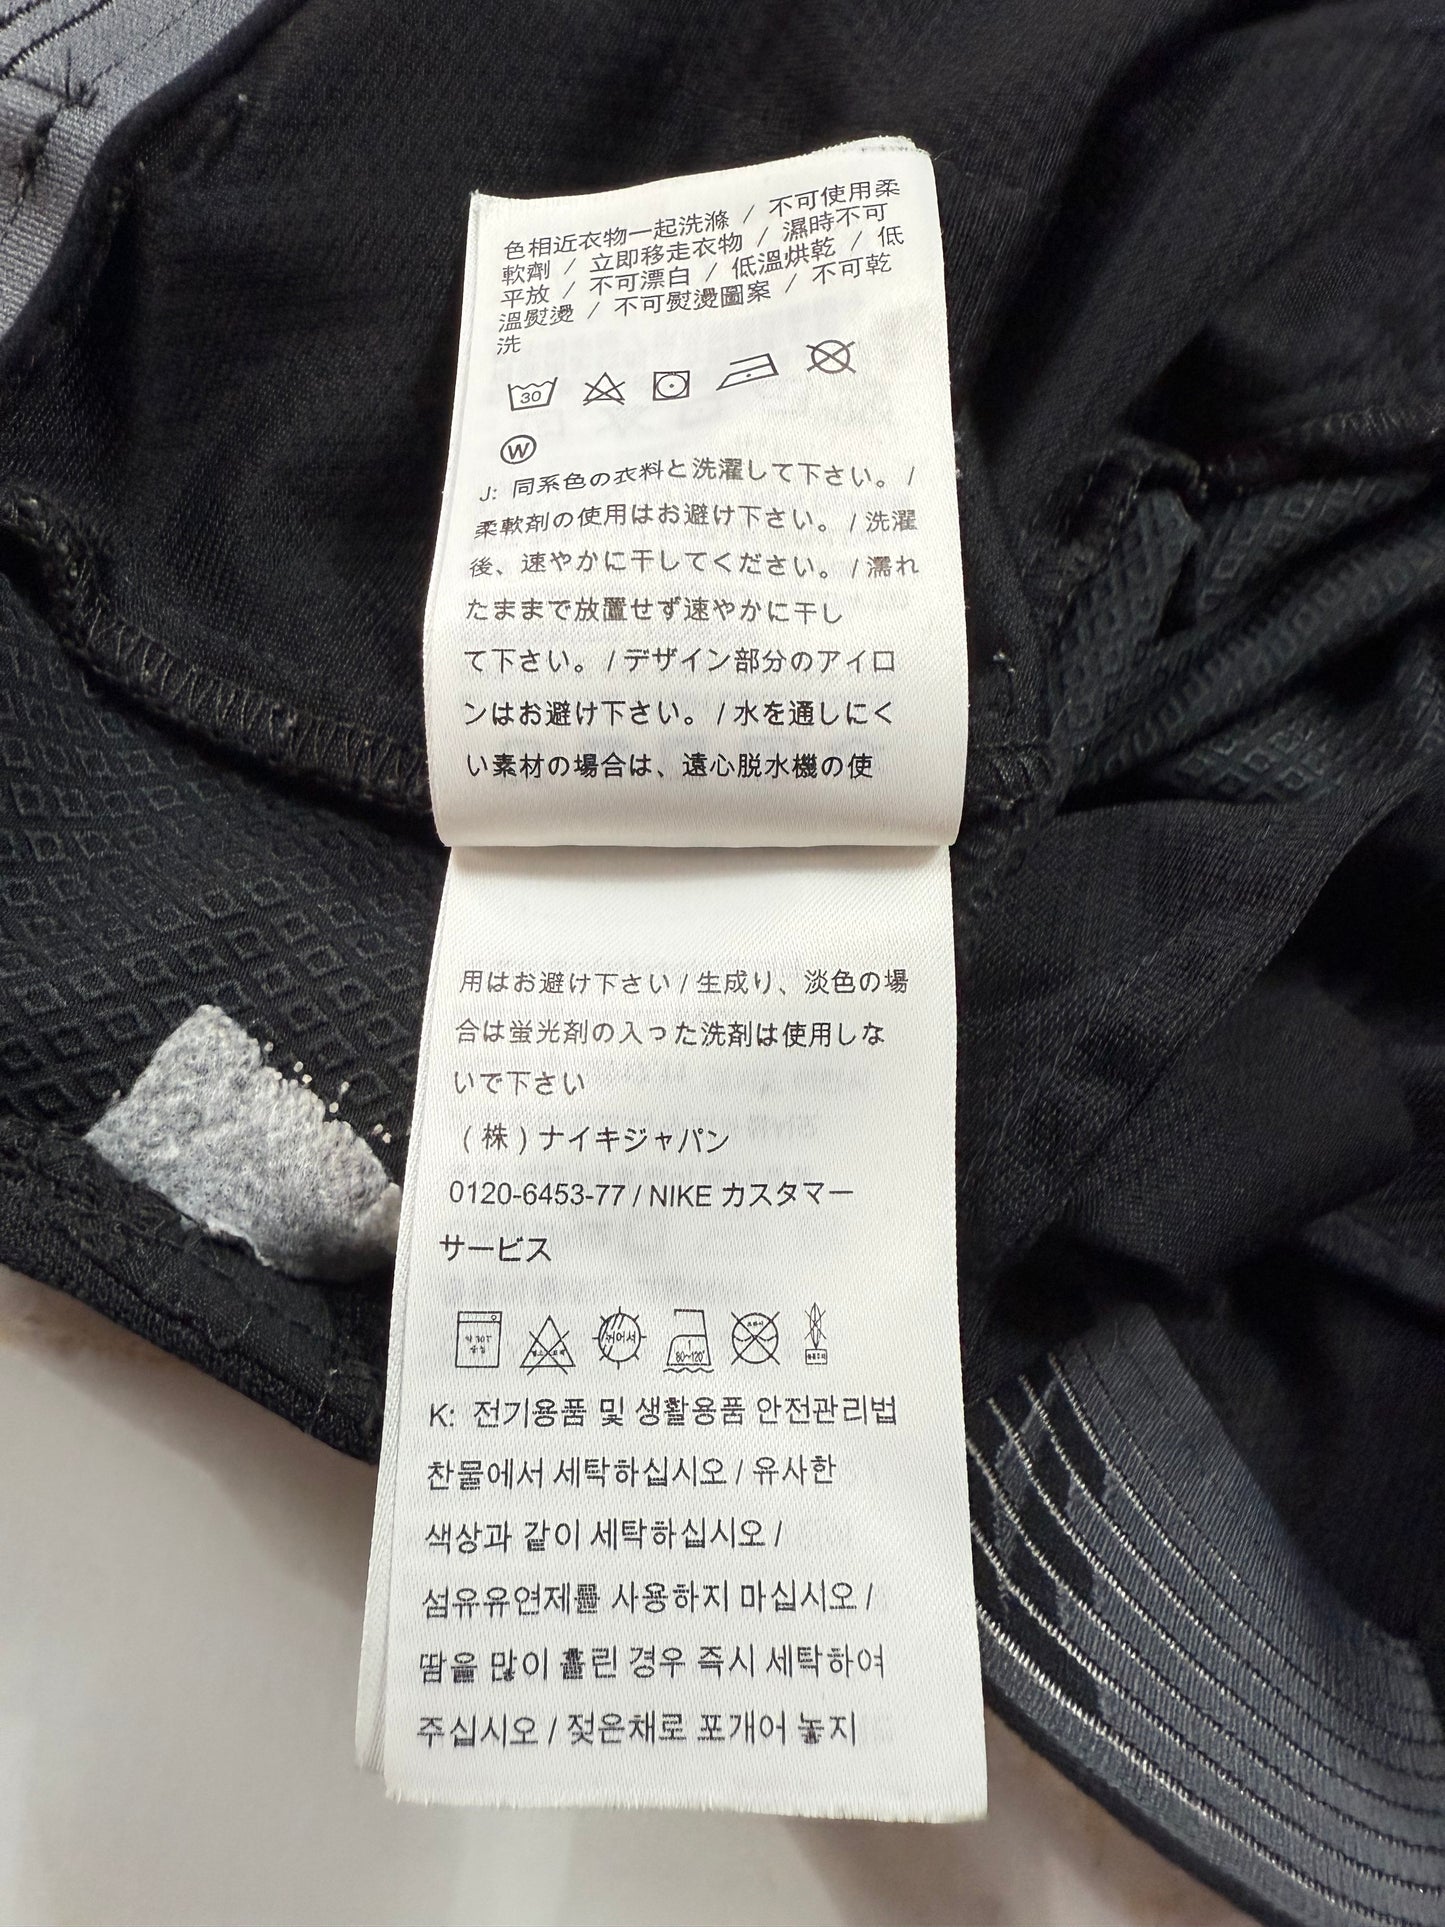 色相近衣物一起洗滌 / 不可使用柔
軟劑 / 立即移走衣物 / 濕時不可
平放 / 不可漂白 / 低溫烘乾 / 低
溫熨燙 / 不可熨燙圖案 / 不可乾
洗
30
W
J: 同系色の衣料と洗濯して下さい。/
柔軟剤の使用はお避け下さい。/ 洗濯
後、速やかに干してください。/ 濡れ
たままで放置せず速やかに干し
て下さい。/ デザイン部分のアイロ
ンはお避け下さい。/ 水を通しにく
い素材の場合は、遠心脱水機の使
用はお避け下さい / 生成り、淡色の場
合は蛍光剤の入った洗剤は使用しな
いで下さい
(株) ナイキジャパン
0120-6453-77 / NIKE カスタマー
サービス
80~120°
K: 전기용품 및 생활용품 안전관리법
찬물에서 세탁하십시오 / 유사한
색상과 같이 세탁하십시오 /
섬유유연제를 사용하지 마십시오 /
땀을 많이 흘린 경우 즉시 세탁하여
주십시오 / 젖은채로 포개어 놓지